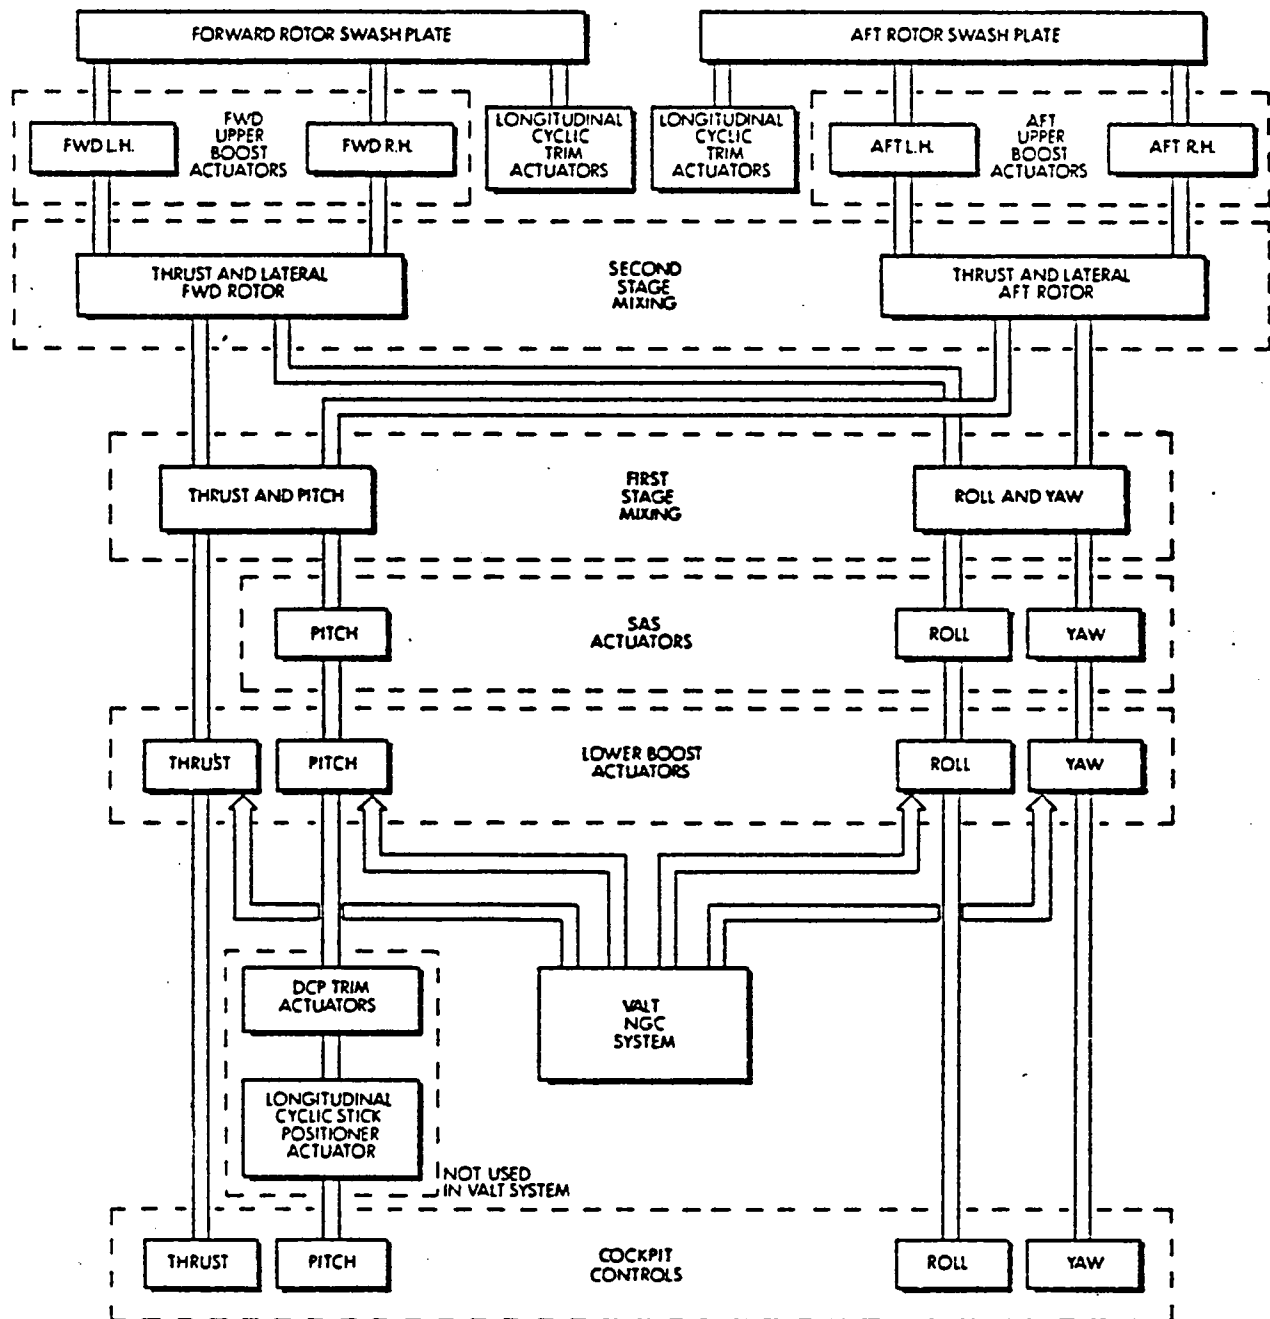 FORWARD ROTOR SWASH PLATE
AFT ROTOR SWASH PLATE
FWD L.H.
FWD
UPPER
BOOST
ACTUATORS
FWD R.H.
LONGITUDINAL
CYCLIC
TRIM
ACTUATORS
LONGITUDINAL
CYCLIC
TRIM
ACTUATORS
AFT L.H.
AFT
UPPER
BOOST
ACTUATORS
AFT R.H.
THRUST AND LATERAL
FWD ROTOR
SECOND
STAGE
MIXING
THRUST AND LATERAL
AFT ROTOR
THRUST AND PITCH
FIRST
STAGE
MIXING
ROLL AND YAW
PITCH
SAS
ACTUATORS
ROLL
YAW
THRUST
PITCH
LOWER BOOST
ACTUATORS
ROLL
YAW
DCP TRIM
ACTUATORS
VALT
NGC
SYSTEM
LONGITUDINAL
CYCLIC STICK
POSITIONER
ACTUATOR
NOT USED
IN VALT SYSTEM
THRUST
PITCH
COCKPIT
CONTROLS
ROLL
YAW